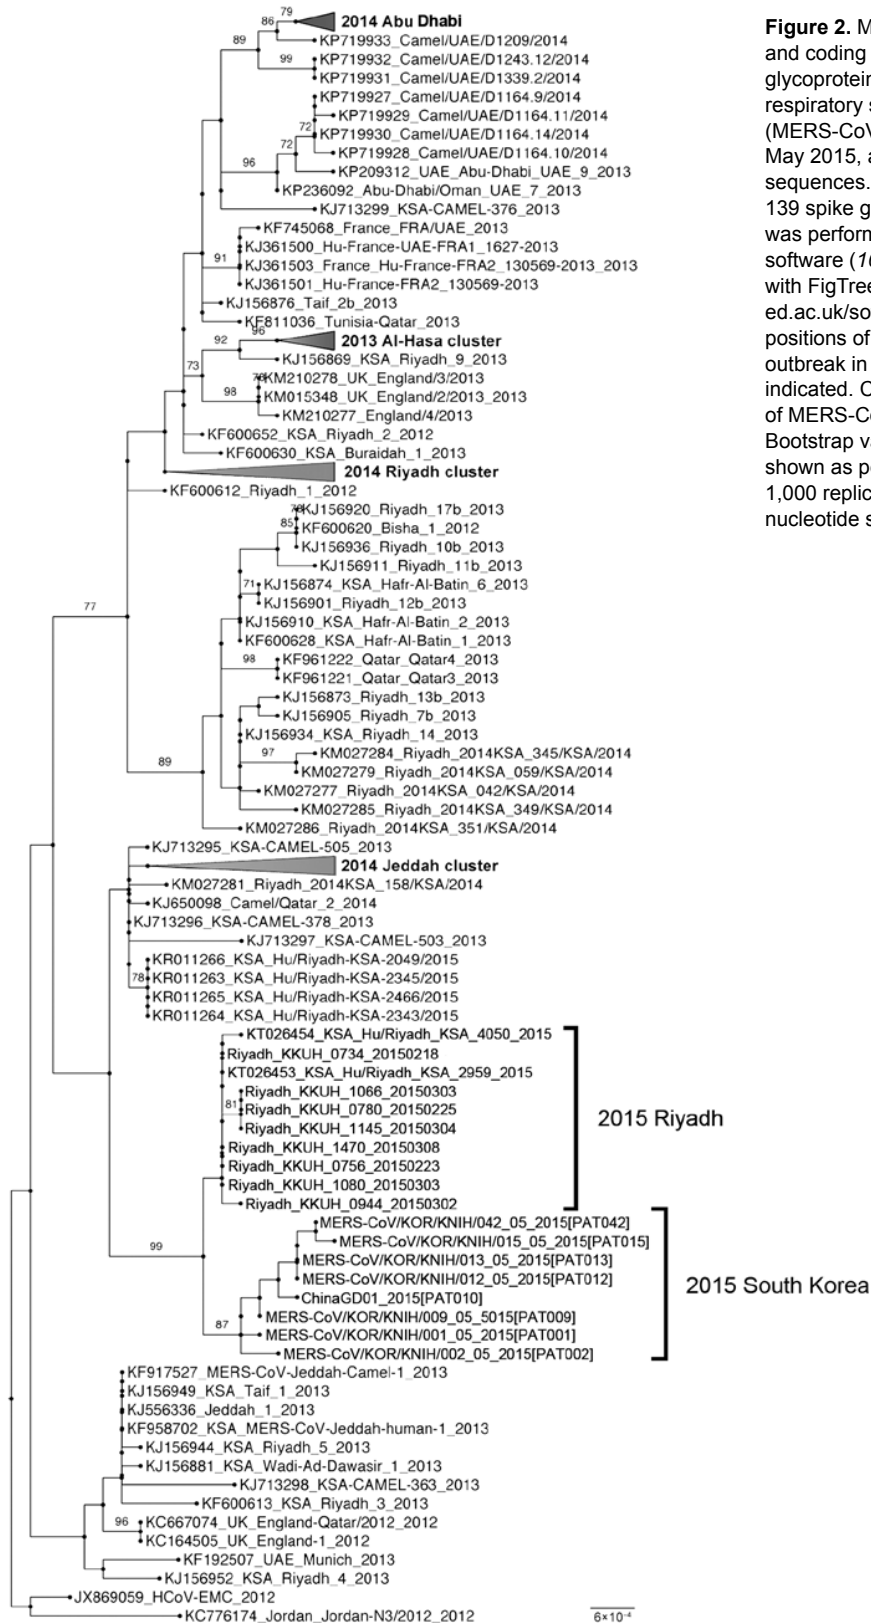 79
86
2014 Abu Dhabi
89
KP719933_Camel/UAE/D1209/2014
99
KP719932_Camel/UAE/D1243.12/2014
KP719931_Camel/UAE/D1339.2/2014
KP719927_Camel/UAE/D1164.9/2014
KP719929_Camel/UAE/D1164.11/2014
72
KP719930_Camel/UAE/D1164.14/2014
72
KP719928_Camel/UAE/D1164.10/2014
96
KP209312_UAE_Abu-Dhabi_UAE_9_2013
KP236092_Abu-Dhabi/Oman_UAE_7_2013
KJ713299_KSA-CAMEL-376_2013
KF745068_France_FRA/UAE_2013
KJ361500_Hu-France-UAE-FRA1_1627-2013
91
KJ361503_France_Hu-France-FRA2_130569-2013_2013
KJ361501_Hu-France-FRA2_130569-2013
KJ156876_Taif_2b_2013
KF811036_Tunisia-Qatar_2013
96
92
2013 Al-Hasa cluster
73
KJ156869_KSA_Riyadh_9_2013
KM210278_UK_England/3/2013
98
KM015348_UK_England/2/2013_2013
KM210277_England/4/2013
KF600652_KSA_Riyadh_2_2012
KF600630_KSA_Buraidah_1_2013
2014 Riyadh cluster
KF600612_Riyadh_1_2012
KJ156920_Riyadh_17b_2013
85
KF600620_Bisha_1_2012
KJ156936_Riyadh_10b_2013
KJ156911_Riyadh_11b_2013
71
KJ156874_KSA_Hafr-Al-Batin_6_2013
KJ156901_Riyadh_12b_2013
77
KJ156910_KSA_Hafr-Al-Batin_2_2013
KF600628_KSA_Hafr-Al-Batin_1_2013
98
KF961222_Qatar_Qatar4_2013
KF961221_Qatar_Qatar3_2013
KJ156873_Riyadh_13b_2013
KJ156905_Riyadh_7b_2013
KJ156934_KSA_Riyadh_14_2013
97
KM027284_Riyadh_2014KSA_345/KSA/2014
89
KM027279_Riyadh_2014KSA_059/KSA/2014
KM027277_Riyadh_2014KSA_042/KSA/2014
KM027285_Riyadh_2014KSA_349/KSA/2014
KM027286_Riyadh_2014KSA_351/KSA/2014
KJ713295_KSA-CAMEL-505_2013
2014 Jeddah cluster
KM027281_Riyadh_2014KSA_158/KSA/2014
KJ650098_Camel/Qatar_2_2014
KJ713296_KSA-CAMEL-378_2013
KJ713297_KSA-CAMEL-503_2013
KR011266_KSA_Hu/Riyadh-KSA-2049/2015
78
KR011263_KSA_Hu/Riyadh-KSA-2345/2015
KR011265_KSA_Hu/Riyadh-KSA-2466/2015
KR011264_KSA_Hu/Riyadh-KSA-2343/2015
KT026454_KSA_Hu/Riyadh_KSA_4050_2015
Riyadh_KKUH_0734_20150218
KT026453_KSA_Hu/Riyadh_KSA_2959_2015
Riyadh_KKUH_1066_20150303
81
Riyadh_KKUH_0780_20150225
Riyadh_KKUH_1145_20150304
2015 Riyadh
Riyadh_KKUH_1470_20150308
Riyadh_KKUH_0756_20150223
Riyadh_KKUH_1080_20150303
Riyadh_KKUH_0944_20150302
MERS-CoV/KOR/KNIH/042_05_2015[PAT042]
99
MERS-CoV/KOR/KNIH/015_05_2015[PAT015]
MERS-CoV/KOR/KNIH/013_05_2015[PAT013]
MERS-CoV/KOR/KNIH/012_05_2015[PAT012]
2015 South Korea
ChinaGD01_2015[PAT010]
MERS-CoV/KOR/KNIH/009_05_5015[PAT009]
87
MERS-CoV/KOR/KNIH/001_05_2015[PAT001]
MERS-CoV/KOR/KNIH/002_05_2015[PAT002]
KF917527_MERS-CoV-Jeddah-Camel-1_2013
KJ156949_KSA_Taif_1_2013
KJ556336_Jeddah_1_2013
KF958702_KSA_MERS-CoV-Jeddah-human-1_2013
KJ156944_KSA_Riyadh_5_2013
KJ156881_KSA_Wadi-Ad-Dawasir_1_2013
KJ713298_KSA-CAMEL-363_2013
KF600613_KSA_Riyadh_3_2013
96
KC667074_UK_England-Qatar/2012_2012
KC164505_UK_England-1_2012
KF192507_UAE_Munich_2013
KJ156952_KSA_Riyadh_4_2013
JX869059_HCoV-EMC_2012
KC776174_Jordan_Jordan-N3/2012_2012
6×10⁻⁴
Figure 2. M
and coding
glycoprotein
respiratory s
(MERS-CoV
May 2015, a
sequences.
139 spike g
was perform
software (16
with FigTree
ed.ac.uk/so
positions of
outbreak in
indicated. C
of MERS-Co
Bootstrap va
shown as pe
1,000 replic
nucleotide s